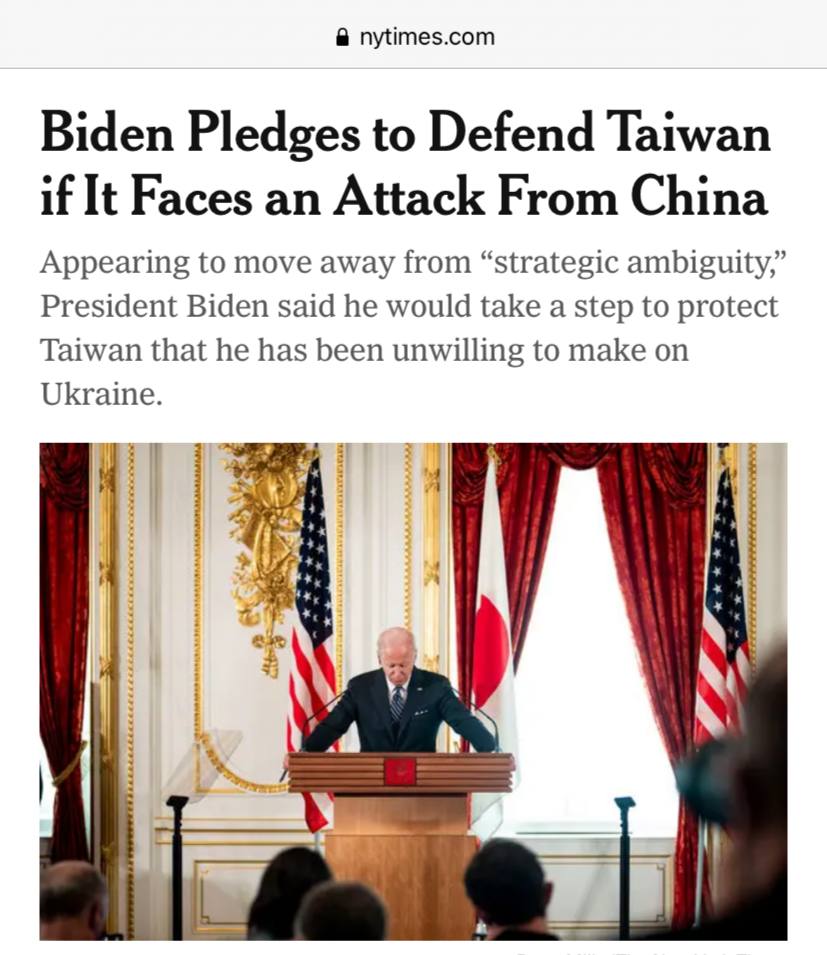 nytimes.com
Biden Pledges to Defend Taiwan
if It Faces an Attack From China
Appearing to move away from “strategic ambiguity,”
President Biden said he would take a step to protect
Taiwan that he has been unwilling to make on
Ukraine.